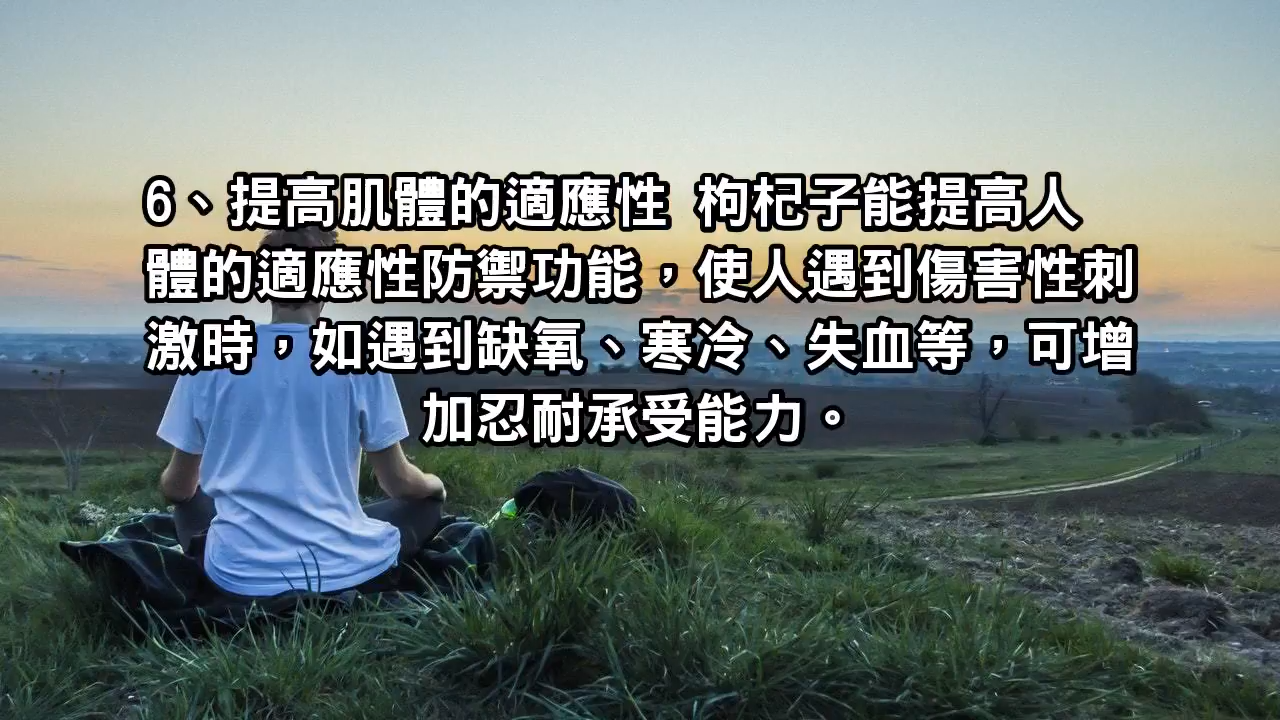 6、提高肌體的適應性 枸杞子能提高人
體的適應性防禦功能，使人遇到傷害性刺
激時，如遇到缺氧、寒冷、失血等，可增
加忍耐承受能力。